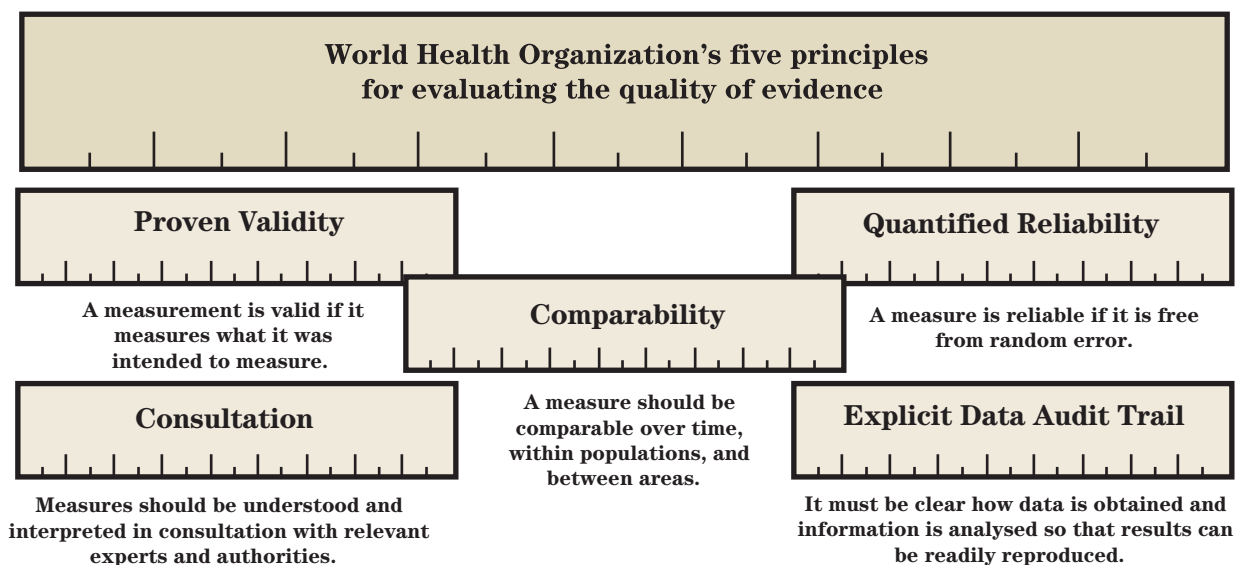 World Health Organization’s five principles
for evaluating the quality of evidence
Proven Validity
A measurement is valid if it
measures what it was
intended to measure.
Quantified Reliability
A measure is reliable if it is free
from random error.
Comparability
A measure should be
comparable over time,
within populations, and
between areas.
Consultation
Measures should be understood and
interpreted in consultation with relevant
experts and authorities.
Explicit Data Audit Trail
It must be clear how data is obtained and
information is analysed so that results can
be readily reproduced.